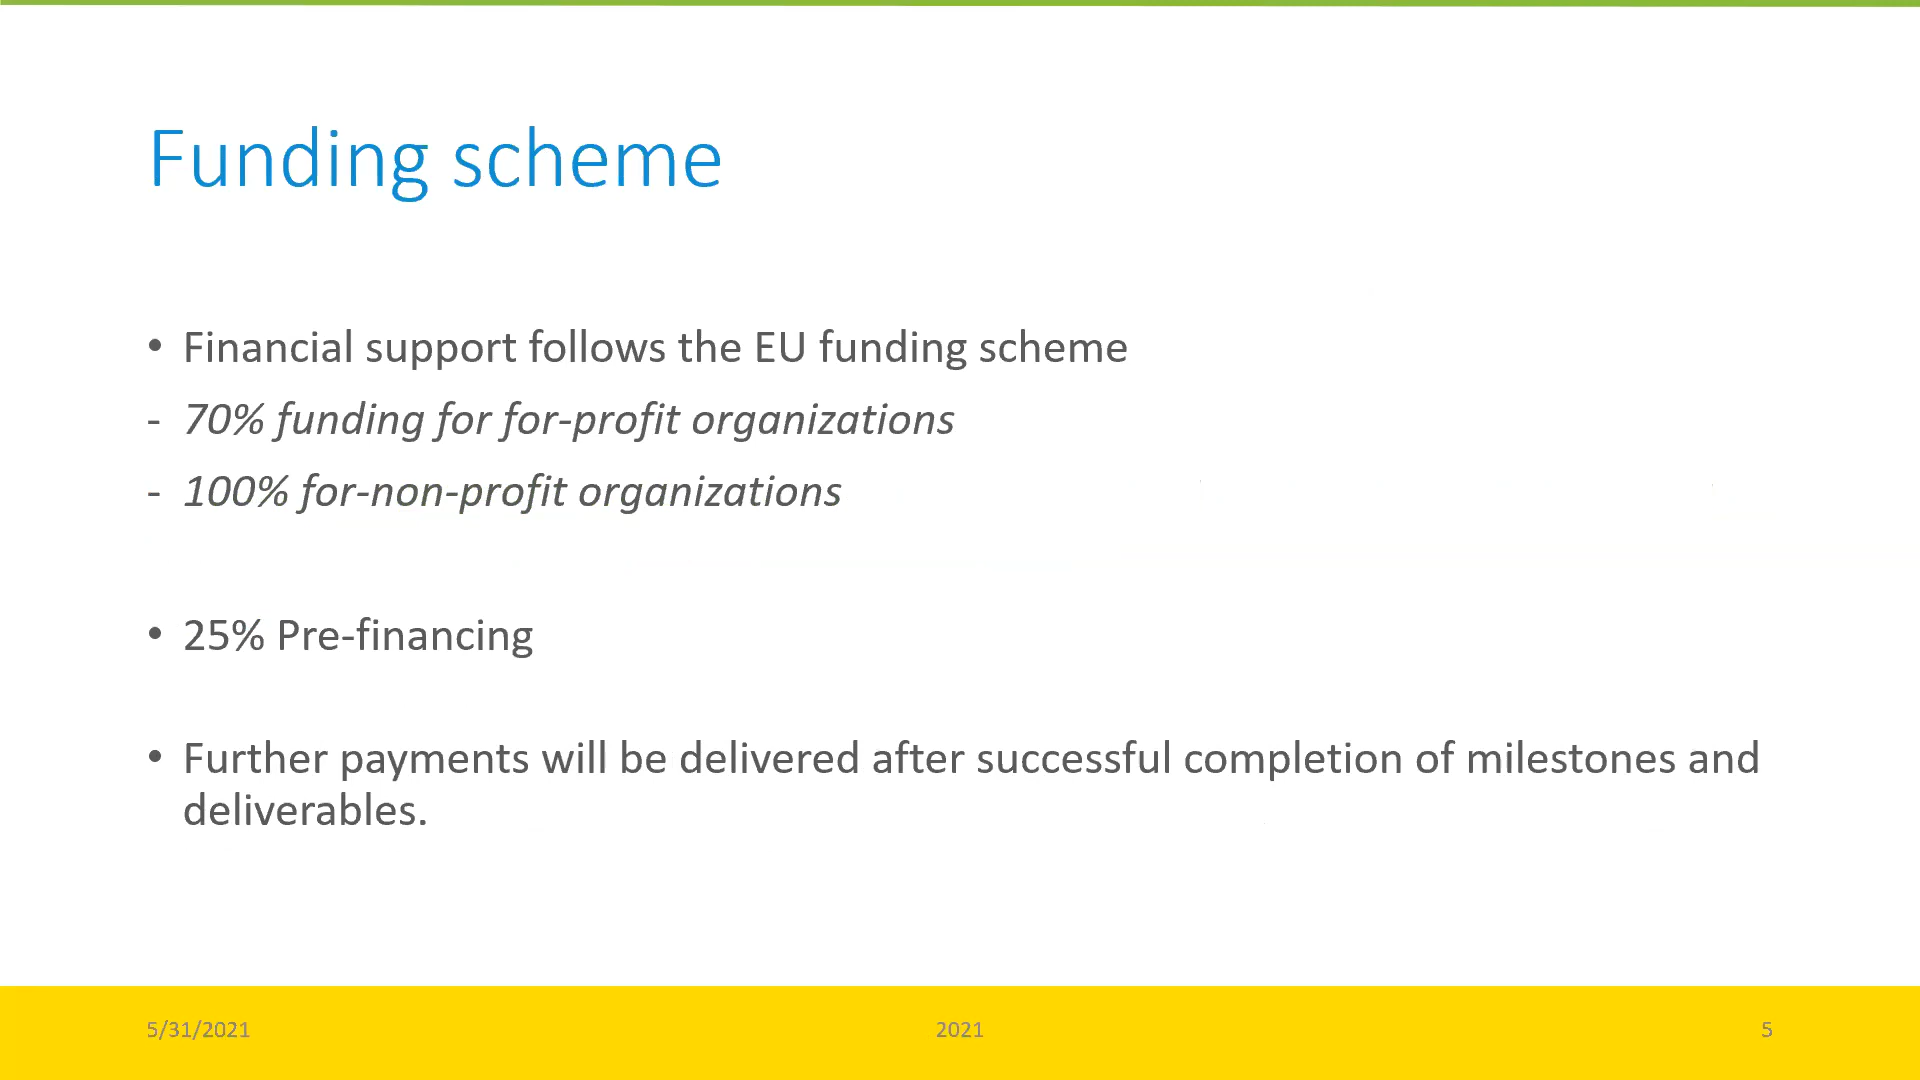 Funding scheme
• Financial support follows the EU funding scheme
- 70% funding for for-profit organizations
- 100% for-non-profit organizations
• 25% Pre-financing
• Further payments will be delivered after successful completion of milestones and
deliverables.
5/31/2021
2021
5